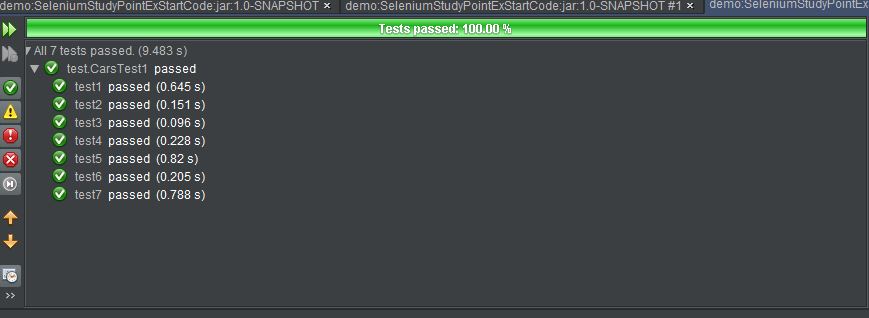 demo:SeleniumStudyPointExStartCode:jar:1.0-SNAPSHOT × demo:SeleniumStudyPointExStartCode:jar:1.0-SNAPSHOT #1 × demo:SeleniumStudyPointEx
Tests passed: 100.00 %
All 7 tests passed. (9.483 s)
test.CarsTest1 passed
test1 passed (0.645 s)
test2 passed (0.151 s)
test3 passed (0.096 s)
test4 passed (0.228 s)
test5 passed (0.82 s)
test6 passed (0.205 s)
test7 passed (0.788 s)